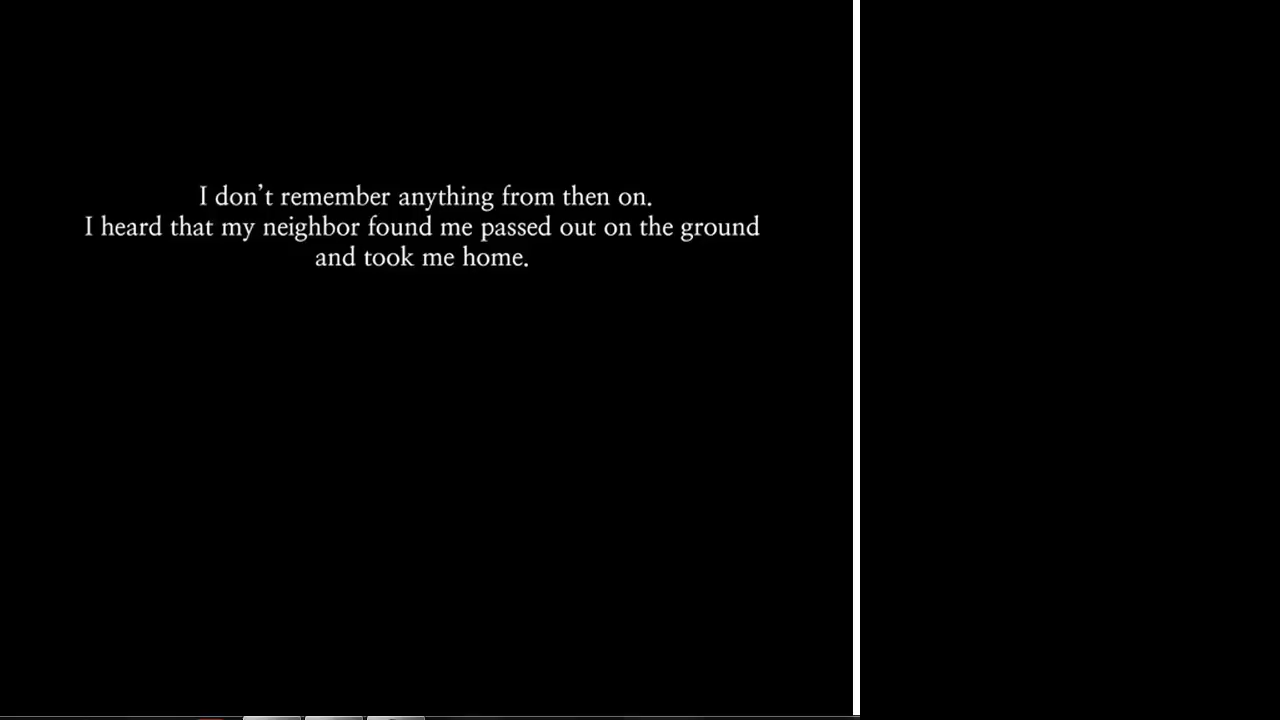 I don’t remember anything from then on.
I heard that my neighbor found me passed out on the ground
and took me home.